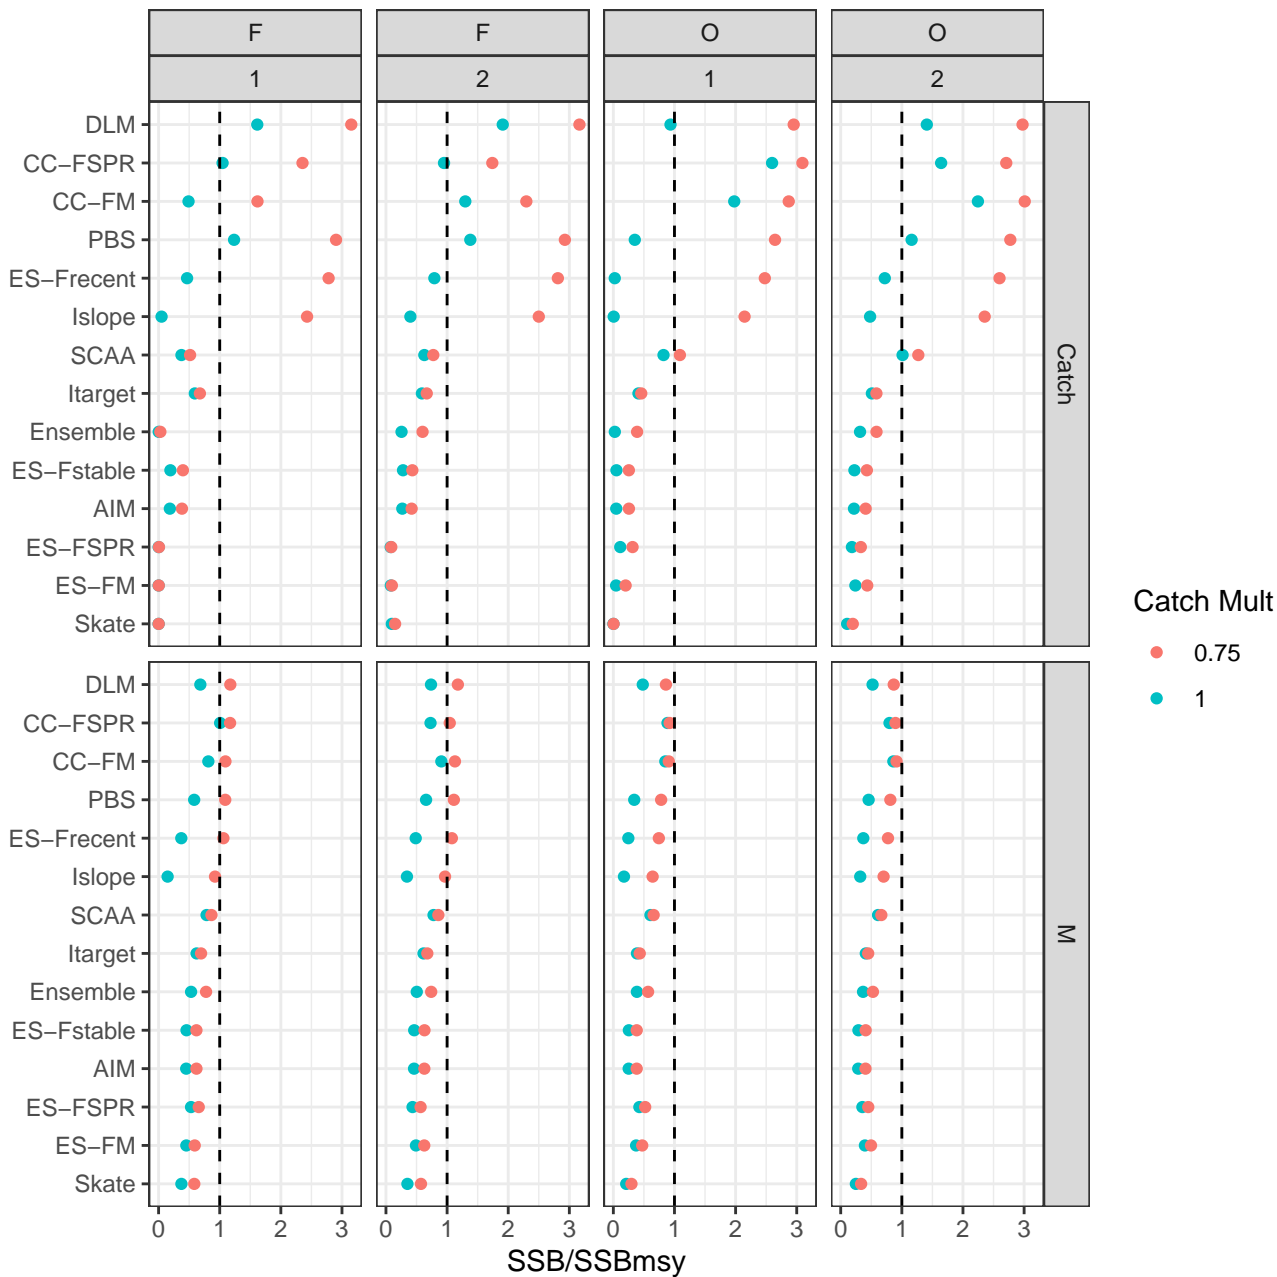 F F O O
1 2 1 2
DLM
CC−FSPR
CC−FM
PBS
ES−Frecent
Islope
SCAA
Itarget
Ensemble
ES−Fstable
AIM
ES−FSPR
ES−FM
Skate
Catch
DLM
CC−FSPR
CC−FM
PBS
ES−Frecent
Islope
SCAA
Itarget
Ensemble
ES−Fstable
AIM
ES−FSPR
ES−FM
Skate
M
0 1 2 3 0 1 2 3 0 1 2 3 0 1 2 3
SSB/SSBmsy
Catch Mult
0.75
1